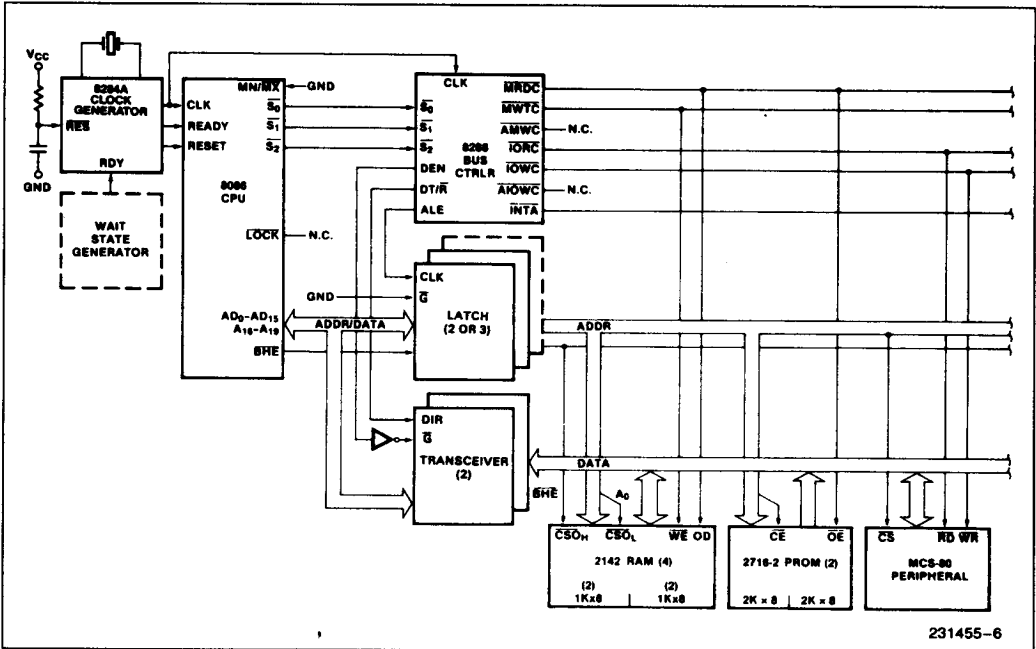 VCC
8284A
CLOCK
GENERATOR
RES
RDY
GND
WAIT
STATE
GENERATOR
CLK
READY
RESET
MN/MX
GND
S0
S1
S2
8086
CPU
LOCK
N.C.
AD0-AD15
A16-A19
ADDR/DATA
BHE
CLK
S0
S1
S2
DEN
DT/R
ALE
8288
BUS
CTRLR
MRDC
MWTC
AMWC
N.C.
IORC
IOWC
AIOWC
N.C.
INTA
CLK
GND
G
LATCH
(2 OR 3)
ADDR
DIR
G
TRANSCEIVER
(2)
DATA
BHE
A0
CSOH
CSOL
WE OD
2142 RAM (4)
(2)
1K×8
(2)
1K×8
CE
OE
2716-2 PROM (2)
2K × 8
2K × 8
CS
RD WR
MCS-80
PERIPHERAL
231455-6